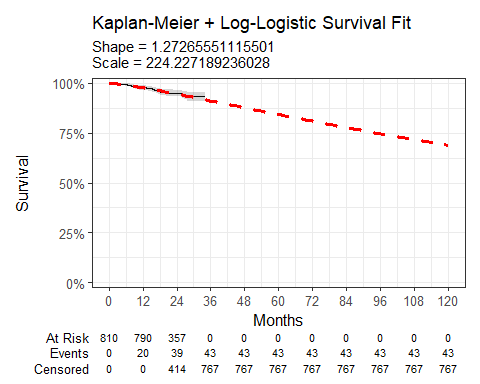 Kaplan-Meier + Log-Logistic Survival Fit
Shape = 1.27265551115501
Scale = 224.227189236028
100%
75%
50%
25%
0%
Survival
0 12 24 36 48 60 72 84 96 108 120
Months
At Risk 810 790 357 0 0 0 0 0 0 0 0
Events 0 20 39 43 43 43 43 43 43 43 43
Censored 0 0 414 767 767 767 767 767 767 767 767